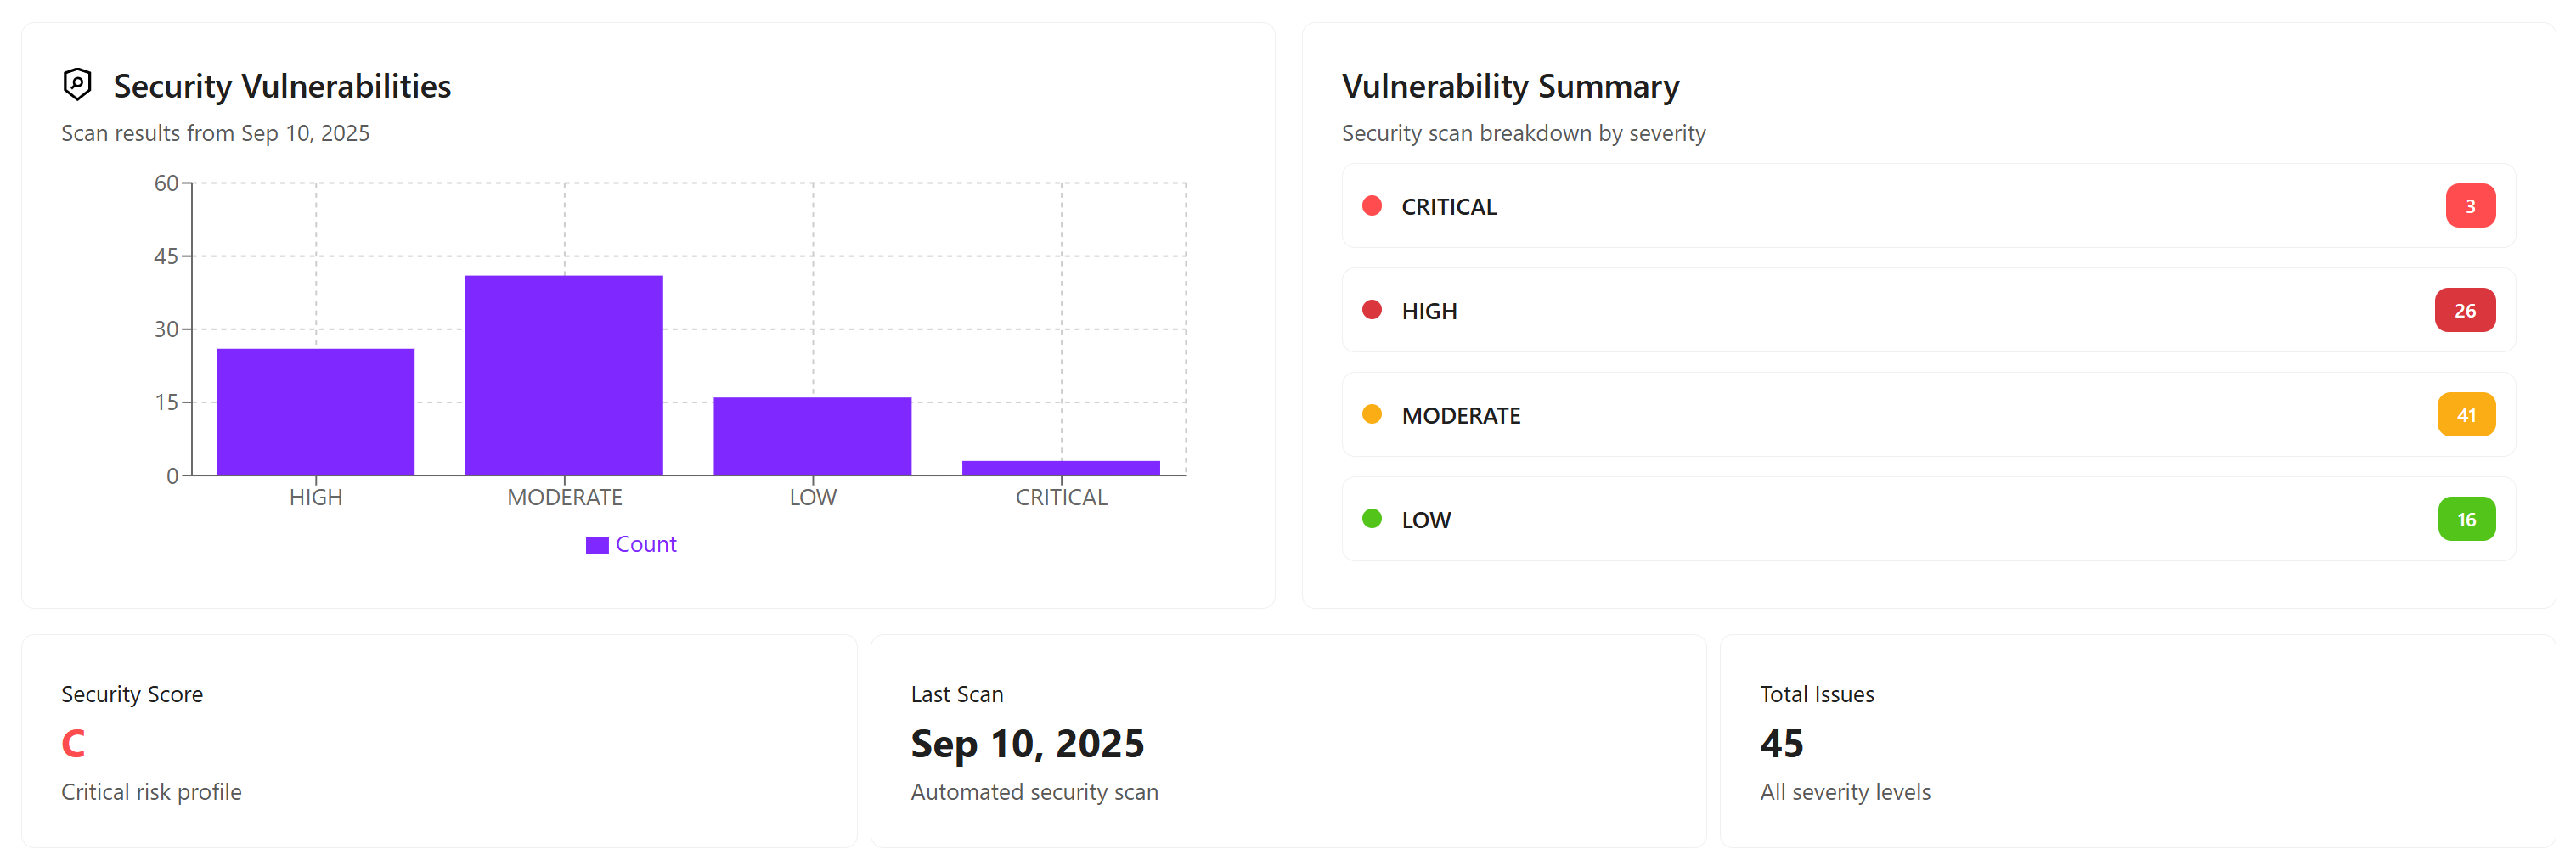 Security Vulnerabilities
Scan results from Sep 10, 2025
60
45
30
15
0
HIGH MODERATE LOW CRITICAL
Count
Vulnerability Summary
Security scan breakdown by severity
CRITICAL 3
HIGH 26
MODERATE 41
LOW 16
Security Score
C
Critical risk profile
Last Scan
Sep 10, 2025
Automated security scan
Total Issues
45
All severity levels